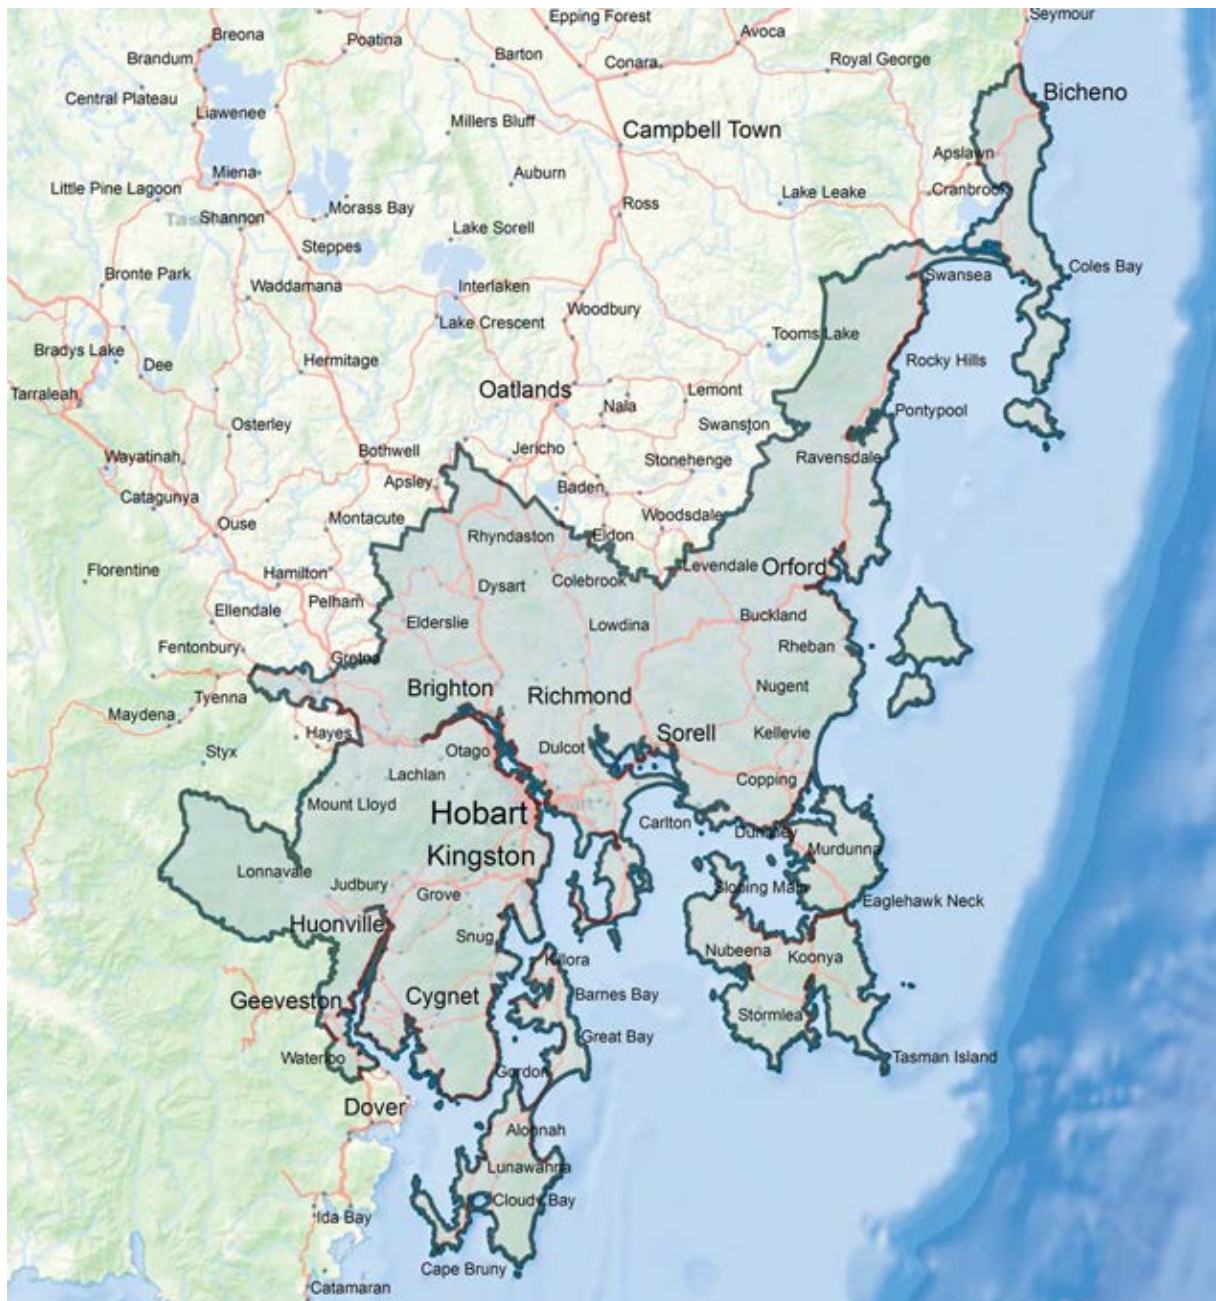 Epping Forest
Seymour
Breona
Poatina
Avoca
Brandum
Barton
Conara
Royal George
Central Plateau
Bicheno
Liawenee
Millers Bluff
Campbell Town
Apslawn
Miena
Auburn
Little Pine Lagoon
Lake Leake
Cranbrook
Morass Bay
Ross
Shannon
Lake Sorell
Steppes
Coles Bay
Bronte Park
Swansea
Waddamana
Interlaken
Woodbury
Lake Crescent
Tooms Lake
Bradys Lake
Dee
Hermitage
Rocky Hills
Tarraleah
Oatlands
Lemont
Nala
Pontypool
Osterley
Swanston
Bothwell
Jericho
Wayatinah
Stonehenge
Ravensdale
Apsley
Baden
Catagunya
Ouse
Montacute
Woodsdale
Rhyndaston
Eldon
Florentine
Hamilton
Levendale
Orford
Dysart
Colebrook
Ellendale
Pelham
Elderslie
Lowdina
Buckland
Fentonbury
Gretna
Rheban
Tyenna
Brighton
Richmond
Nugent
Maydena
Hayes
Sorell
Kellevie
Styx
Otago
Dulcot
Lachlan
Copping
Mount Lloyd
Hobart
Carlton
Dunalley
Kingston
Murdunna
Lonnavale
Judbury
Grove
Sloping Main
Eaglehawk Neck
Huonville
Snug
Nubeena
Koonya
Killora
Geeveston
Cygnet
Barnes Bay
Stormlea
Great Bay
Waterloo
Tasman Island
Gordon
Dover
Alonnah
Lunawanna
Cloudy Bay
Ida Bay
Cape Bruny
Catamaran